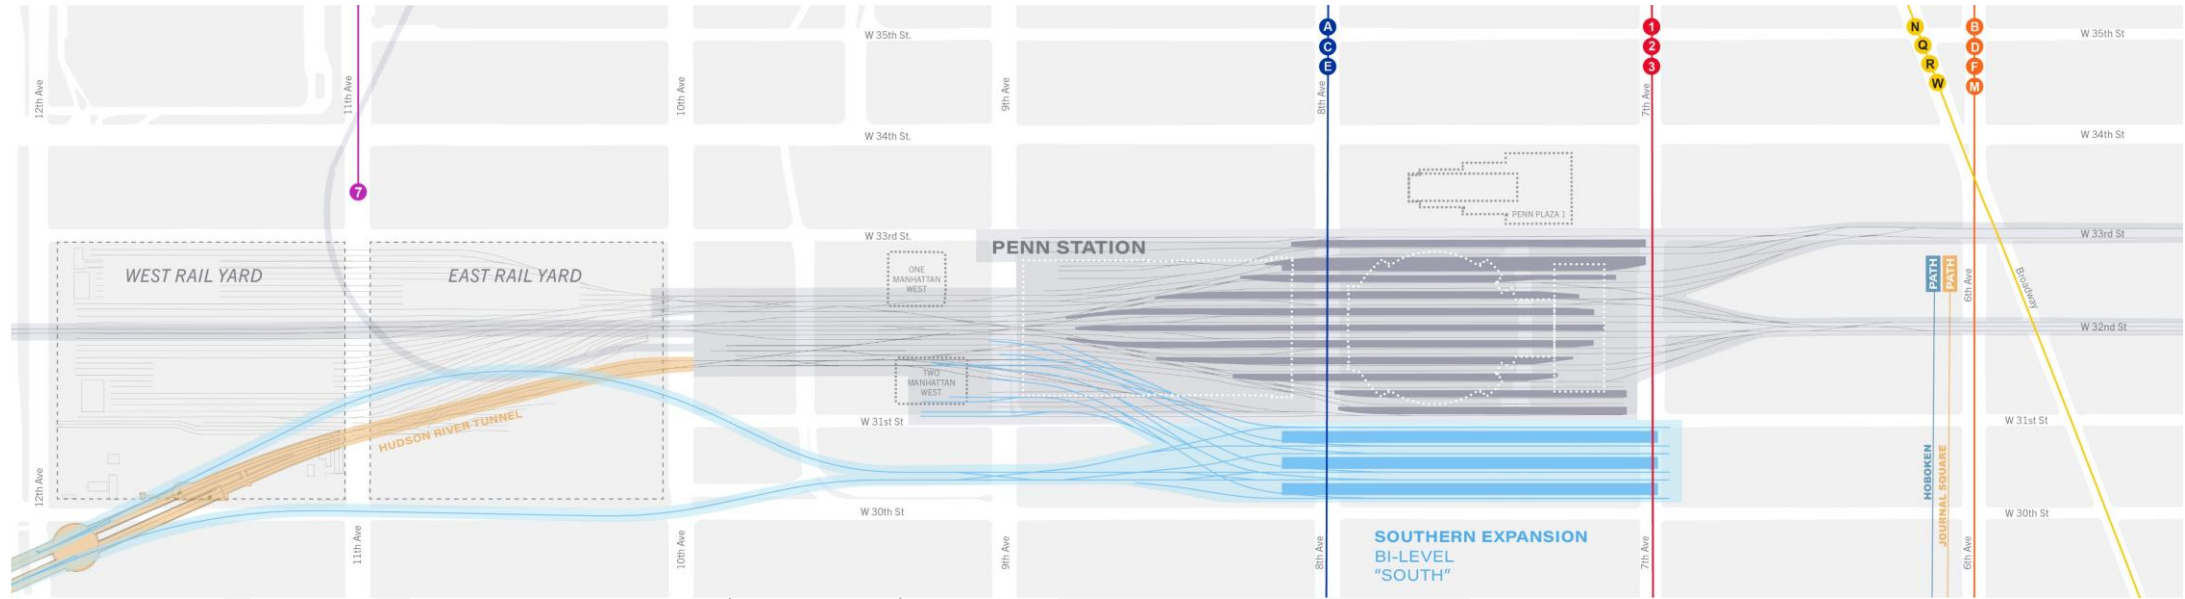 A
C
E
1
2
3
N
Q
R
W
B
D
F
M
W 35th St.
W 35th St
12th Ave
11th Ave
10th Ave
9th Ave
8th Ave
7th Ave
W 34th St.
W 34th St
7
PENN PLAZA 1
W 33rd St.
W 33rd St
PENN STATION
WEST RAIL YARD
EAST RAIL YARD
ONE
MANHATTAN
WEST
PATH
PATH
6th Ave
Broadway
W 32nd St
TWO
MANHATTAN
WEST
HUDSON RIVER TUNNEL
W 31st St
W 31st St
HOBOKEN
JOURNAL SQUARE
12th Ave
W 30th St
W 30th St
11th Ave
10th Ave
9th Ave
8th Ave
7th Ave
6th Ave
SOUTHERN EXPANSION
BI-LEVEL
"SOUTH"